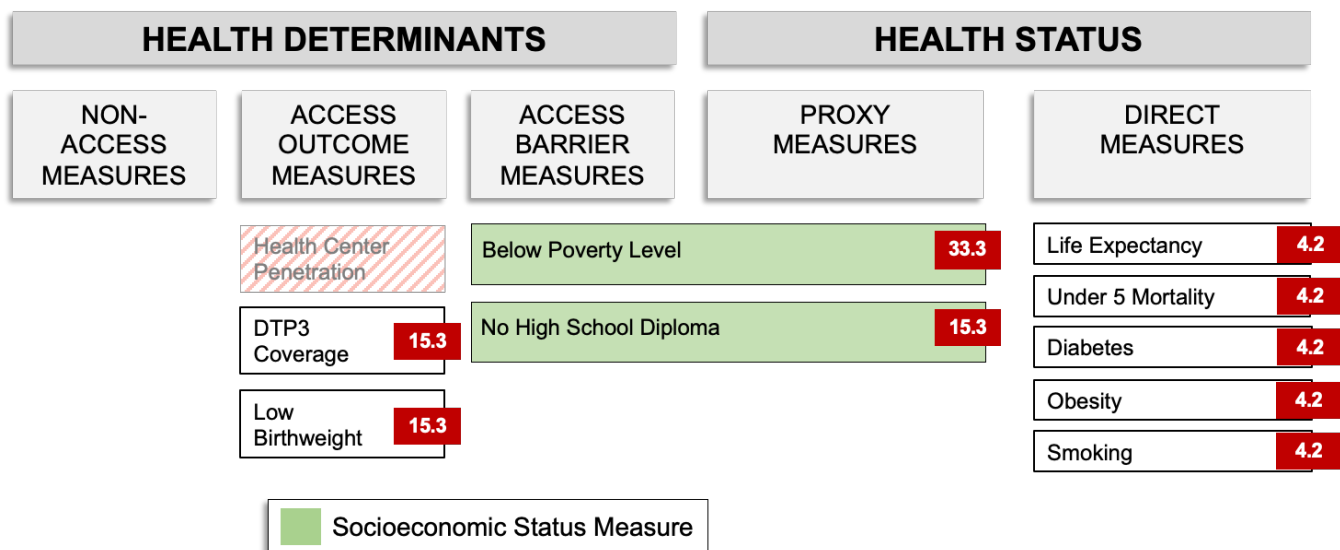 HEALTH DETERMINANTS
HEALTH STATUS
NON-
ACCESS
MEASURES
ACCESS
OUTCOME
MEASURES
ACCESS
BARRIER
MEASURES
PROXY
MEASURES
DIRECT
MEASURES
Health Center
Penetration
DTP3
Coverage
15.3
Low
Birthweight
15.3
Below Poverty Level
33.3
No High School Diploma
15.3
Life Expectancy
4.2
Under 5 Mortality
4.2
Diabetes
4.2
Obesity
4.2
Smoking
4.2
Socioeconomic Status Measure